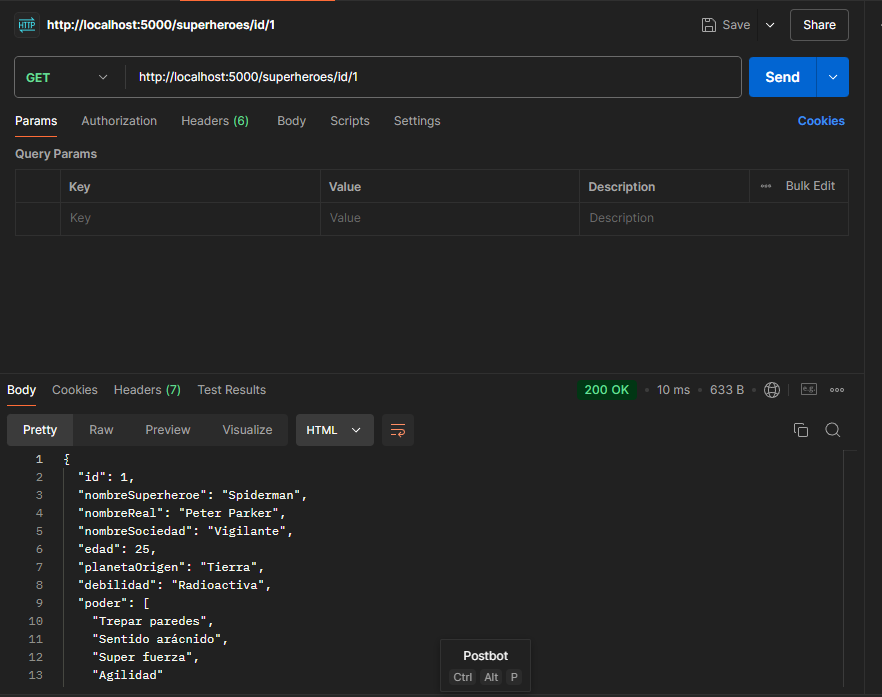 HTTP http://localhost:5000/superheroes/id/1 Save Share
GET http://localhost:5000/superheroes/id/1 Send
Params Authorization Headers (6) Body Scripts Settings Cookies
Query Params
Key Value Description ••• Bulk Edit
Key Value Description
Body Cookies Headers (7) Test Results 200 OK • 10 ms • 633 B • e.g. •••
Pretty Raw Preview Visualize HTML
1 {
2 "id": 1,
3 "nombreSuperheroe": "Spiderman",
4 "nombreReal": "Peter Parker",
5 "nombreSociedad": "Vigilante",
6 "edad": 25,
7 "planetaOrigen": "Tierra",
8 "debilidad": "Radioactiva",
9 "poder": [
10 "Trepar paredes",
11 "Sentido arácnido",
12 "Super fuerza",
13 "Agilidad"
Postbot
Ctrl Alt P